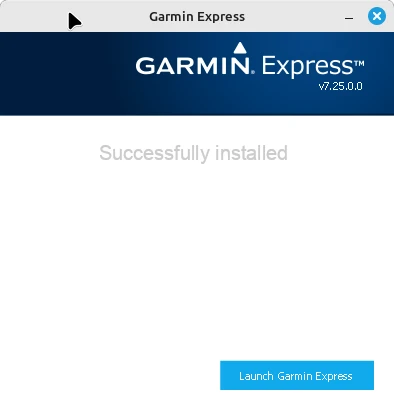 Garmin Express
GARMIN. Express™
v7.25.0.0
Successfully installed
Launch Garmin Express